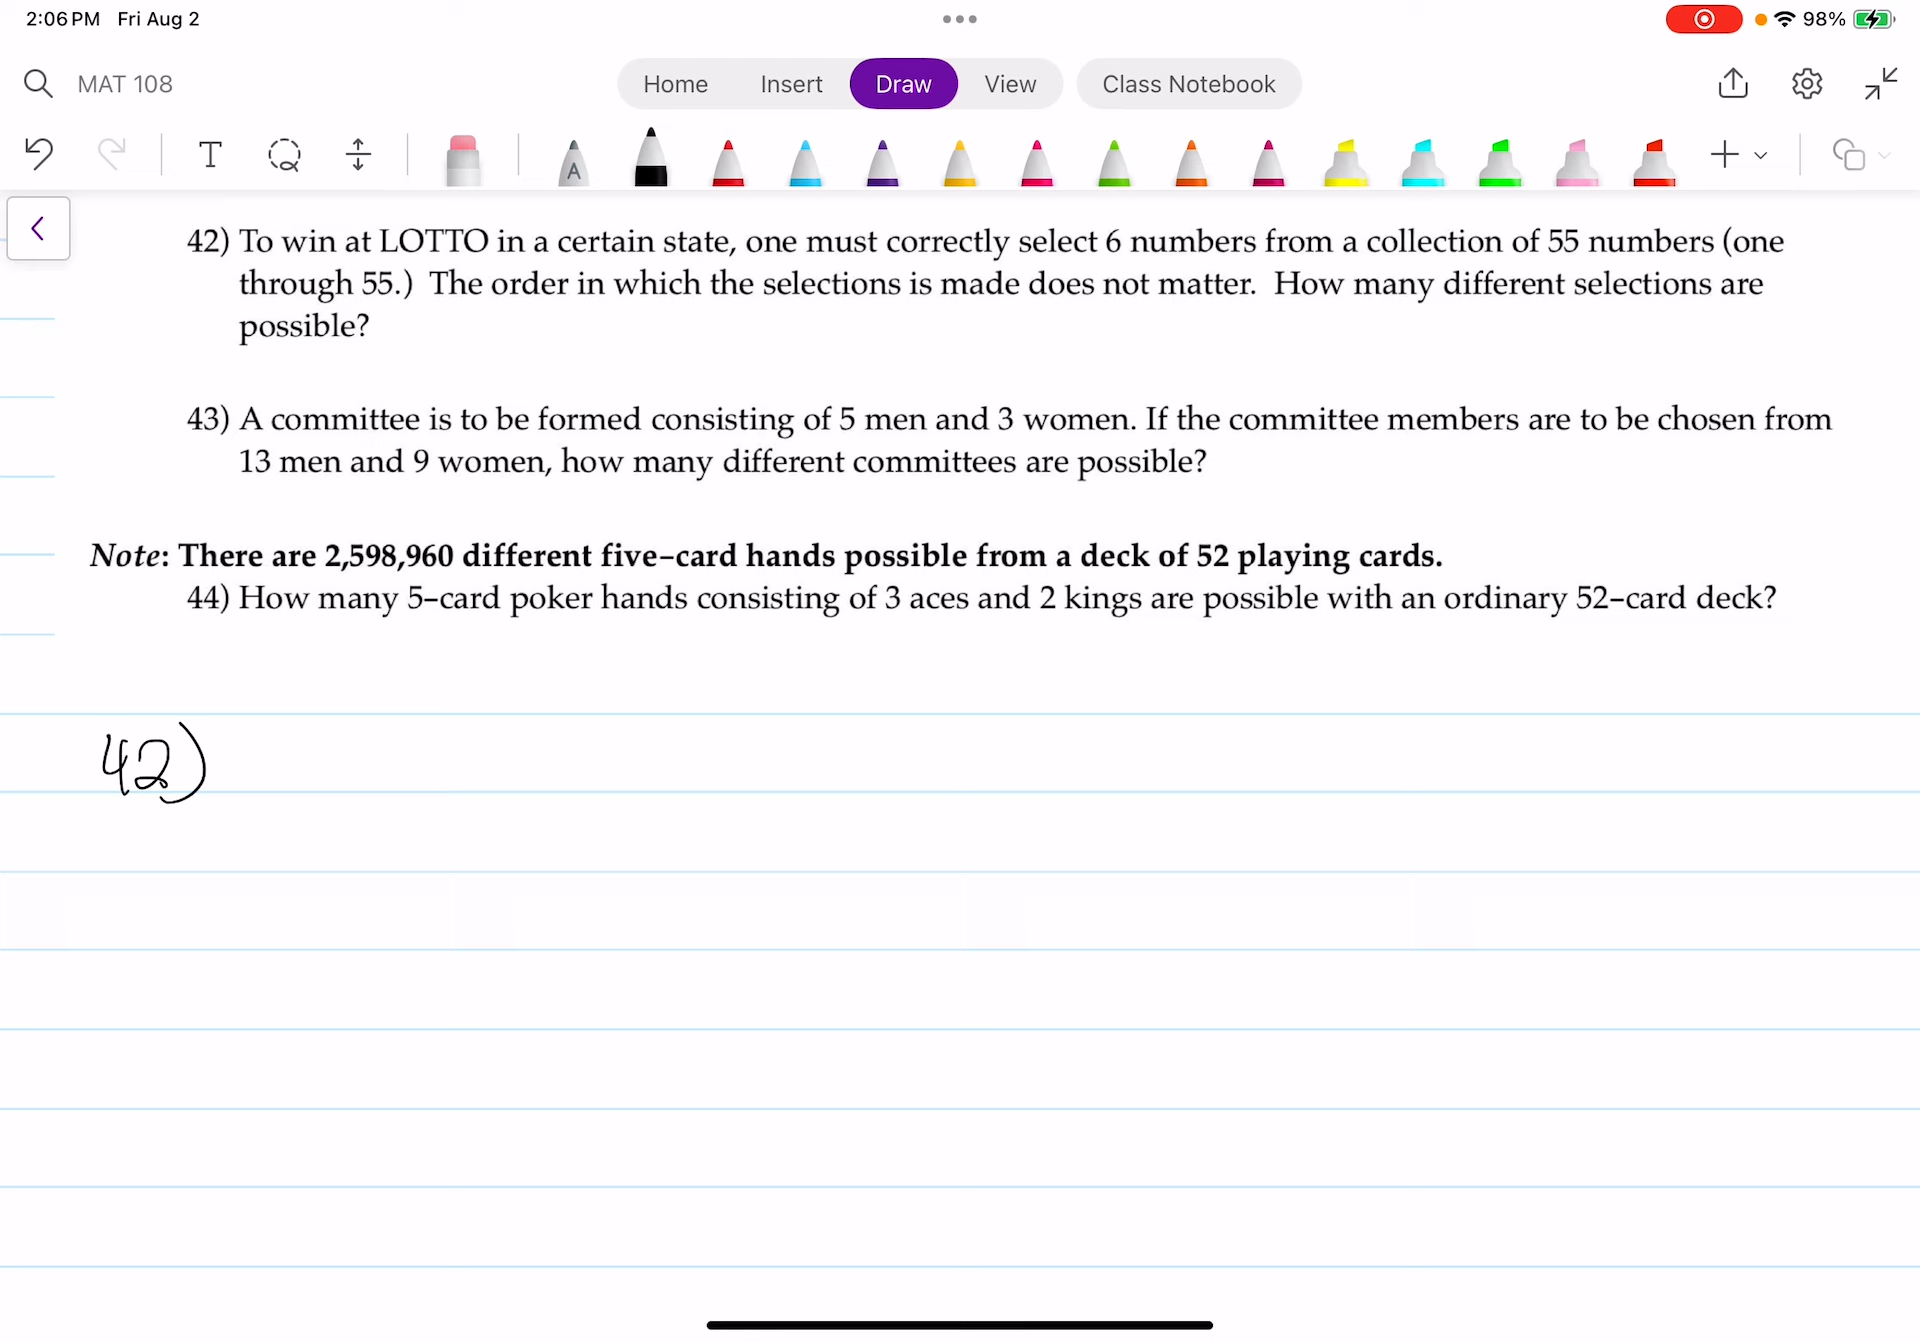 2:06 PM Fri Aug 2
98%
MAT 108
Home Insert Draw View Class Notebook
T A
42) To win at LOTTO in a certain state, one must correctly select 6 numbers from a collection of 55 numbers (one
through 55.) The order in which the selections is made does not matter. How many different selections are
possible?
43) A committee is to be formed consisting of 5 men and 3 women. If the committee members are to be chosen from
13 men and 9 women, how many different committees are possible?
Note: There are 2,598,960 different five-card hands possible from a deck of 52 playing cards.
44) How many 5-card poker hands consisting of 3 aces and 2 kings are possible with an ordinary 52-card deck?
42)